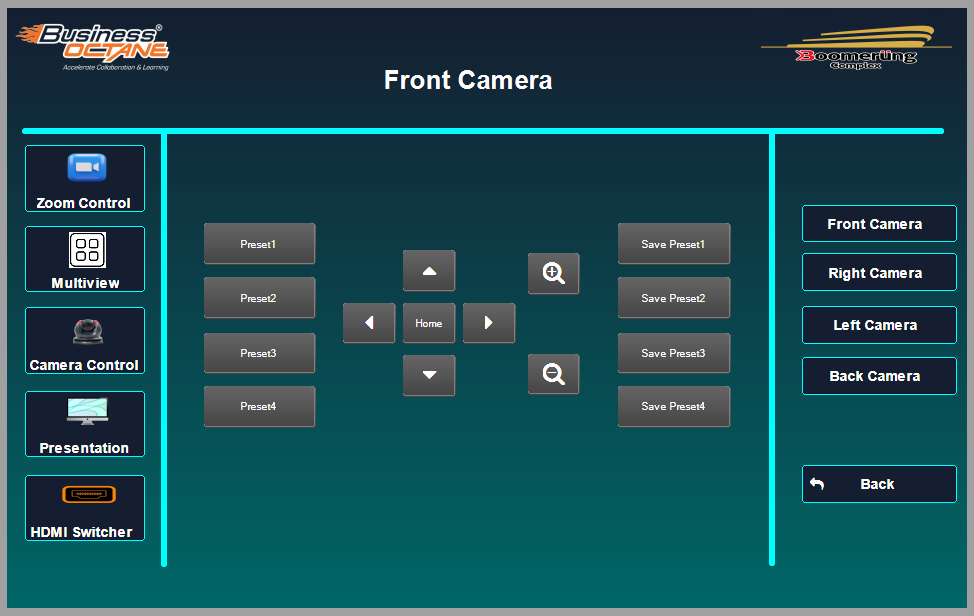 Business®
OCTANE
Accelerate Collaboration & Learning
Boomerung
Complex
Front Camera
Zoom Control
Multiview
Camera Control
Presentation
HDMI Switcher
Preset1
Preset2
Preset3
Preset4
Home
Save Preset1
Save Preset2
Save Preset3
Save Preset4
Front Camera
Right Camera
Left Camera
Back Camera
Back